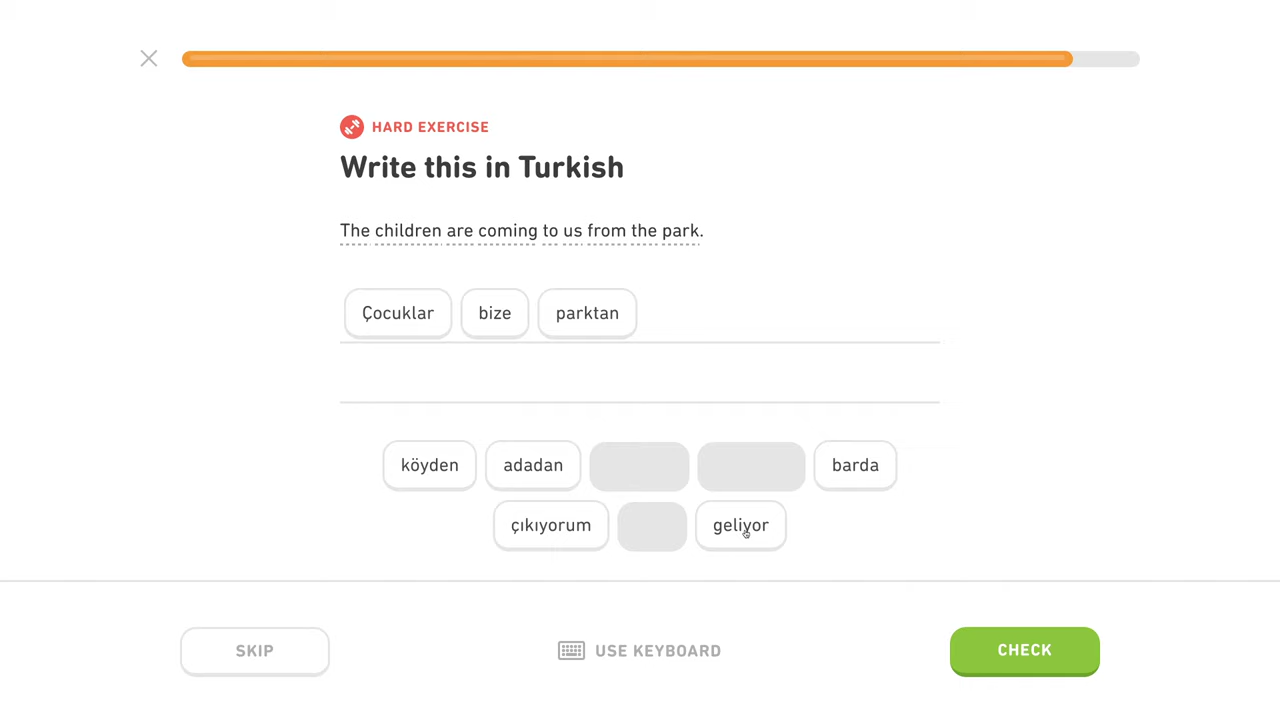 HARD EXERCISE
Write this in Turkish
The children are coming to us from the park.
Çocuklar bize parktan
köyden adadan barda
çıkıyorum geliyor
SKIP USE KEYBOARD CHECK